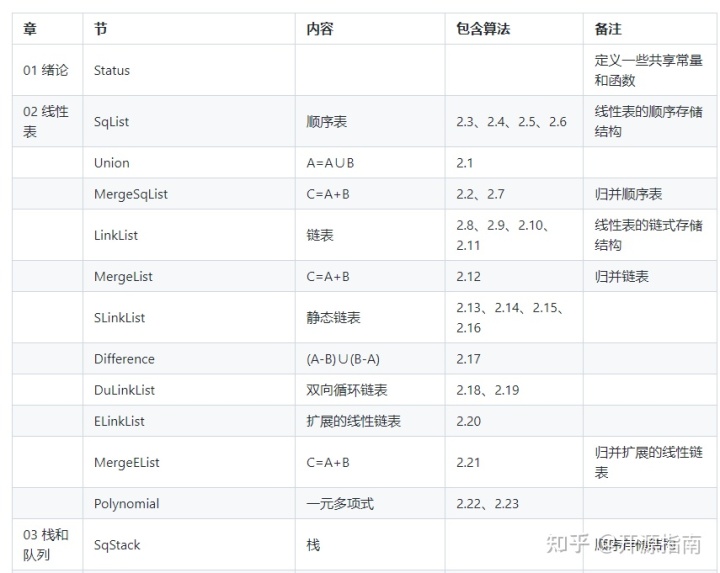 章 节 内容 包含算法 备注
01 绪论 Status 定义一些共享常量
和函数
02 线性
表 SqList 顺序表 2.3、2.4、2.5、2.6 线性表的顺序存储
结构
Union A=A∪B 2.1
MergeSqList C=A+B 2.2、2.7 归并顺序表
LinkList 链表 2.8、2.9、2.10、
2.11 线性表的链式存储
结构
MergeList C=A+B 2.12 归并链表
SLinkList 静态链表 2.13、2.14、2.15、
2.16
Difference (A-B)∪(B-A) 2.17
DuLinkList 双向循环链表 2.18、2.19
ELinkList 扩展的线性链表 2.20
MergeEList C=A+B 2.21 归并扩展的线性链
表
Polynomial 一元多项式 2.22、2.23
03 栈和
队列 SqStack 栈
知乎 @开源指南